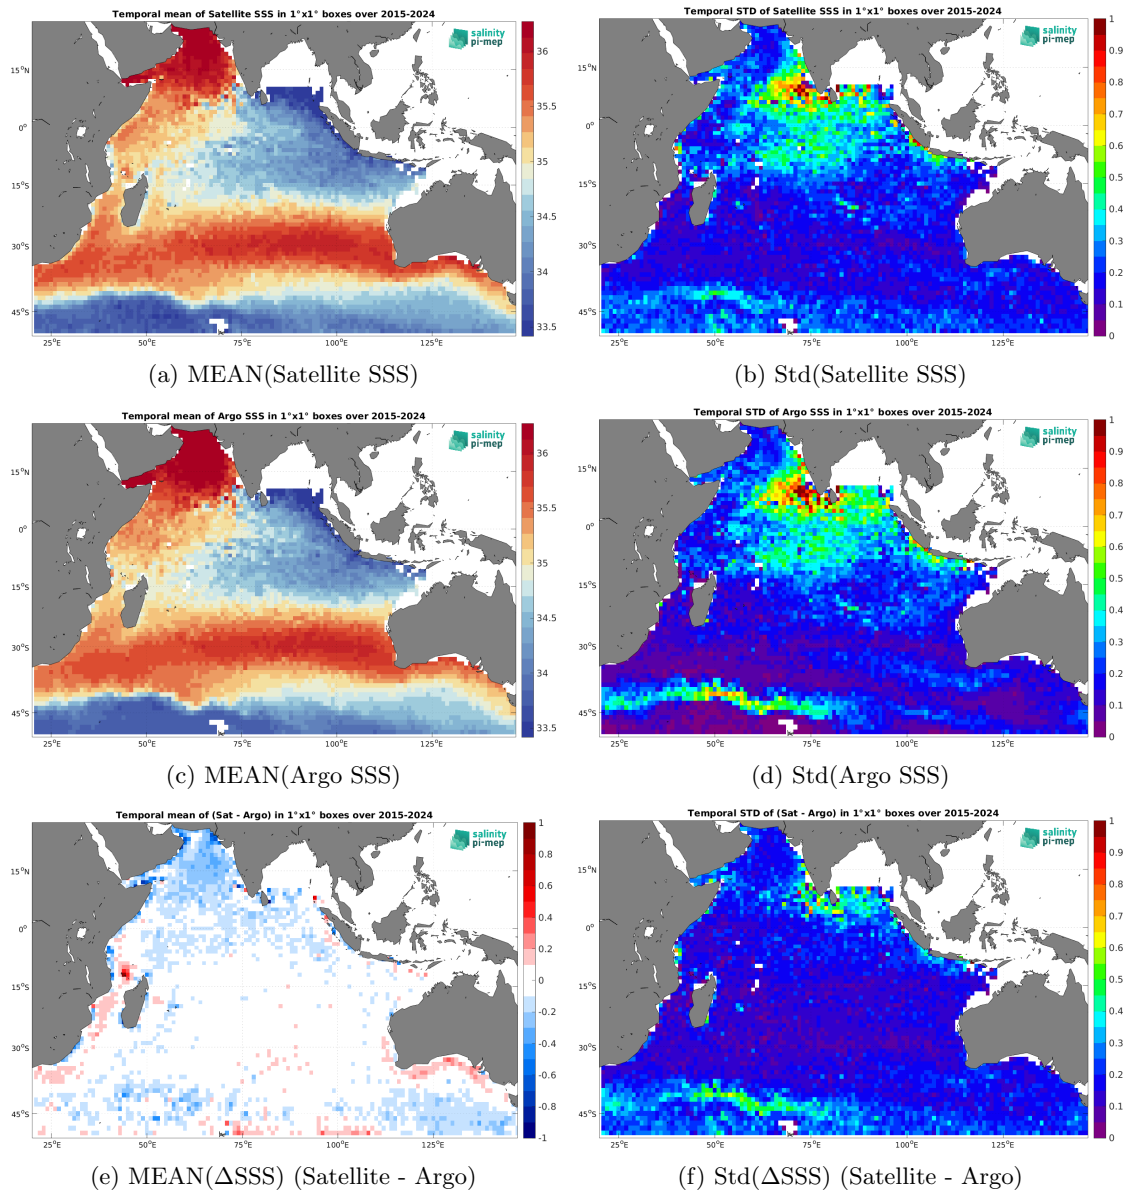 Temporal mean of Satellite SSS in 1°x1° boxes over 2015-2024
salinity
pi-mep
15°N
0°
15°S
30°S
45°S
25°E 50°E 75°E 100°E 125°E
36
35.5
35
34.5
34
33.5
(a) MEAN(Satellite SSS)
Temporal STD of Satellite SSS in 1°x1° boxes over 2015-2024
salinity
pi-mep
15°N
0°
15°S
30°S
45°S
25°E 50°E 75°E 100°E 125°E
1
0.9
0.8
0.7
0.6
0.5
0.4
0.3
0.2
0.1
0
(b) Std(Satellite SSS)
Temporal mean of Argo SSS in 1°x1° boxes over 2015-2024
salinity
pi-mep
15°N
0°
15°S
30°S
45°S
25°E 50°E 75°E 100°E 125°E
36
35.5
35
34.5
34
33.5
(c) MEAN(Argo SSS)
Temporal STD of Argo SSS in 1°x1° boxes over 2015-2024
salinity
pi-mep
15°N
0°
15°S
30°S
45°S
25°E 50°E 75°E 100°E 125°E
1
0.9
0.8
0.7
0.6
0.5
0.4
0.3
0.2
0.1
0
(d) Std(Argo SSS)
Temporal mean of (Sat - Argo) in 1°x1° boxes over 2015-2024
salinity
pi-mep
15°N
0°
15°S
30°S
45°S
25°E 50°E 75°E 100°E 125°E
1
0.8
0.6
0.4
0.2
0
-0.2
-0.4
-0.6
-0.8
-1
(e) MEAN(ΔSSS) (Satellite - Argo)
Temporal STD of (Sat - Argo) in 1°x1° boxes over 2015-2024
salinity
pi-mep
15°N
0°
15°S
30°S
45°S
25°E 50°E 75°E 100°E 125°E
1
0.9
0.8
0.7
0.6
0.5
0.4
0.3
0.2
0.1
0
(f) Std(ΔSSS) (Satellite - Argo)